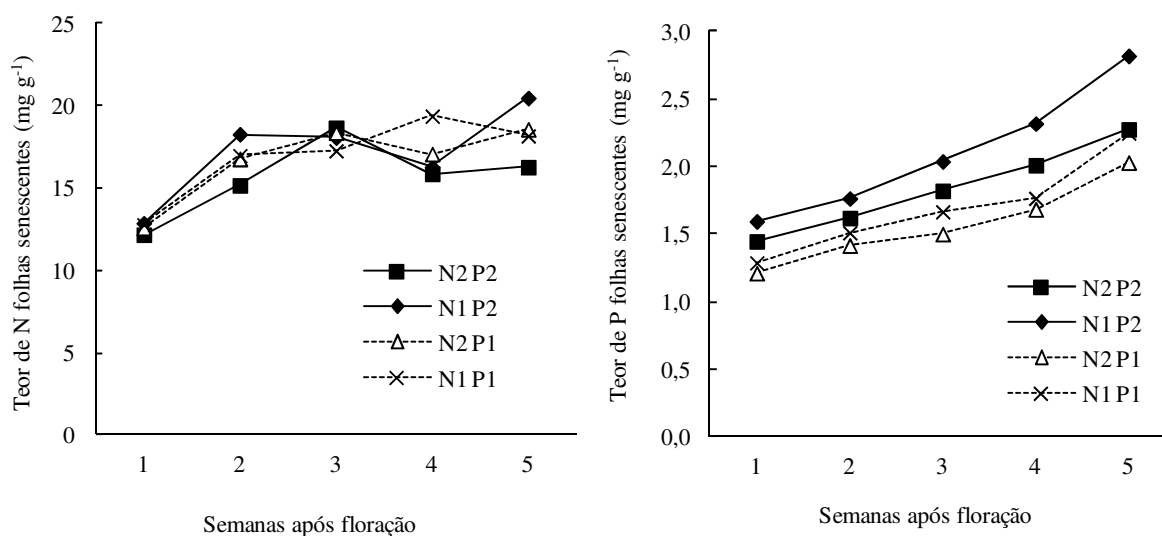 Teor de N folhas senescentes (mg g-1)
25
20
15
10
5
0
N2 P2
N1 P2
N2 P1
N1 P1
1 2 3 4 5
Semanas após floração
Teor de P folhas senescentes (mg g-1)
3,0
2,5
2,0
1,5
1,0
0,5
0,0
N2 P2
N1 P2
N2 P1
N1 P1
1 2 3 4 5
Semanas após floração